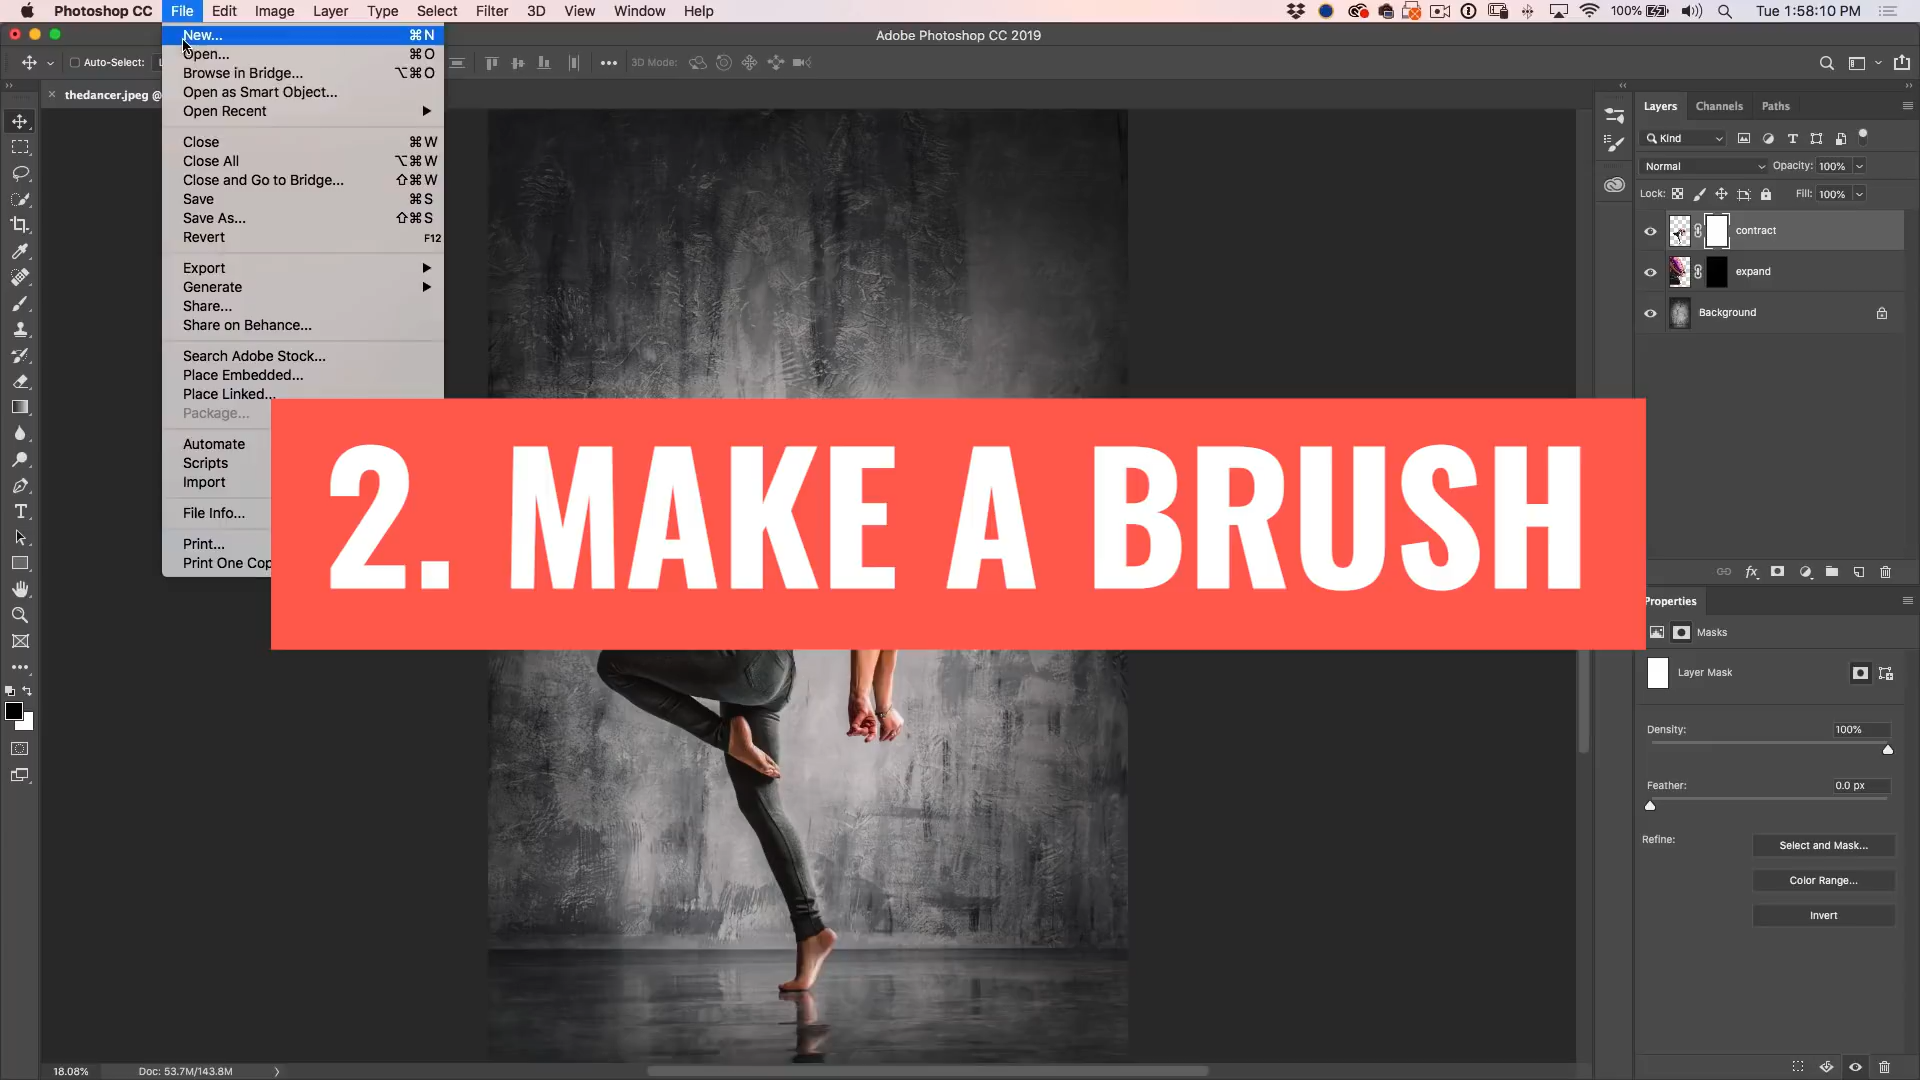 Photoshop CC File Edit Image Layer Type Select Filter 3D View Window Help 100% Tue 1:58:10 PM
Adobe Photoshop CC 2019
Auto-Select: 3D Mode:
thedancer.jpeg @
New... ⌘N
Open... ⌘O
Browse in Bridge... ⌥⌘O
Open as Smart Object...
Open Recent
Close ⌘W
Close All ⌥⌘W
Close and Go to Bridge... ⇧⌘W
Save ⌘S
Save As... ⇧⌘S
Revert F12
Export
Generate
Share...
Share on Behance...
Search Adobe Stock...
Place Embedded...
Place Linked...
Package...
Automate
Scripts
Import
File Info...
Print...
Print One Cop
2. MAKE A BRUSH
Layers Channels Paths
Kind
Normal Opacity: 100%
Lock: Fill: 100%
contract
expand
Background
Properties
Masks
Layer Mask
Density: 100%
Feather: 0.0 px
Refine: Select and Mask...
Color Range...
Invert
18.08% Doc: 53.7M/143.8M